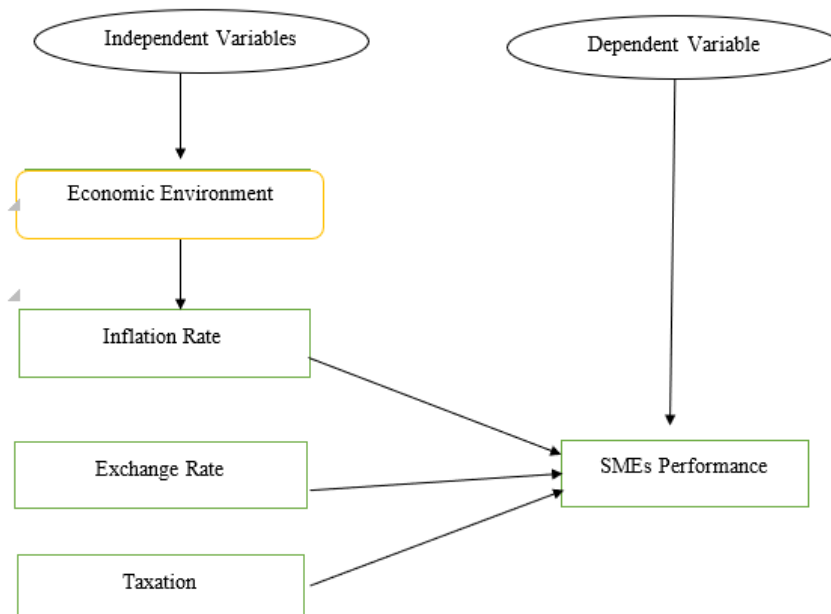 Independent Variables
Dependent Variable
Economic Environment
Inflation Rate
Exchange Rate
SMEs Performance
Taxation